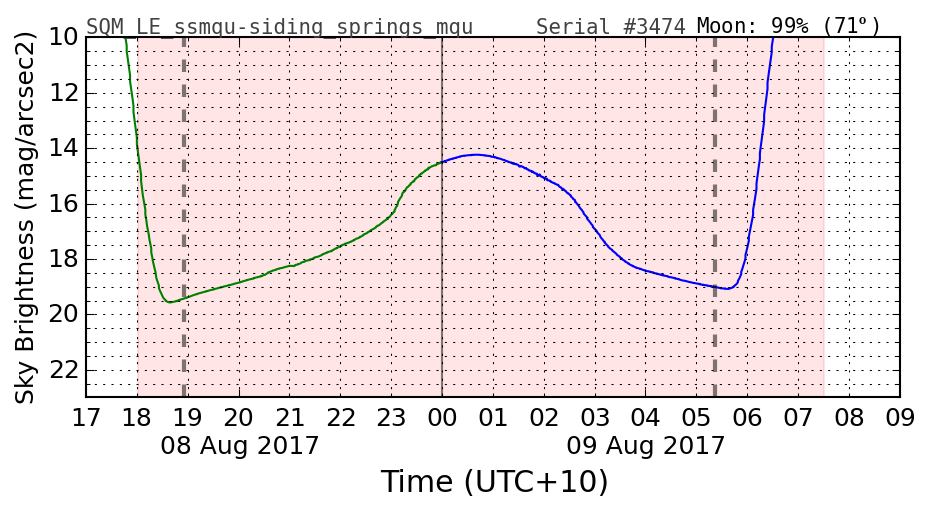 SQM_LE_ssmqu-siding_springs_mqu Serial #3474 Moon: 99% (71°)
Sky Brightness (mag/arcsec2)
10
12
14
16
18
20
22
17 18 19 20 21 22 23 00 01 02 03 04 05 06 07 08 09
08 Aug 2017 09 Aug 2017
Time (UTC+10)